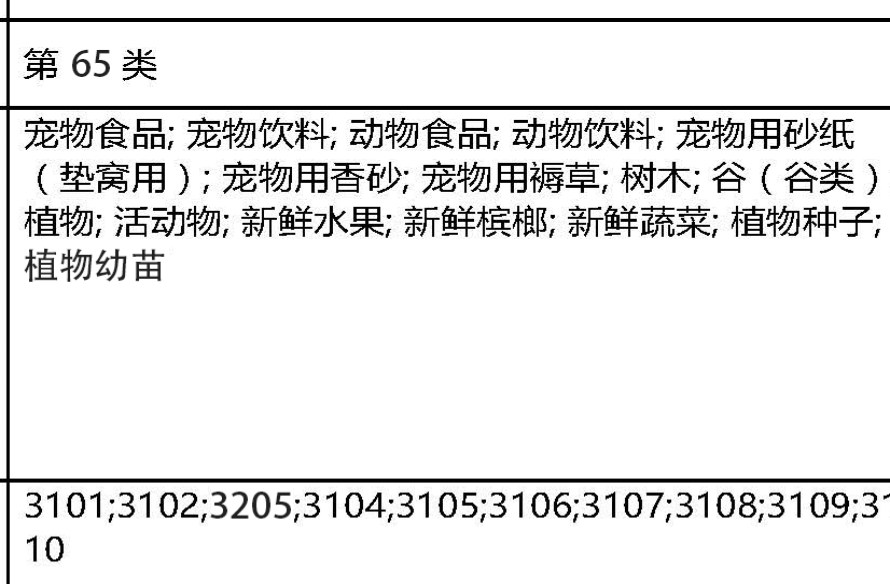 第 65 类
宠物食品; 宠物饮料; 动物食品; 动物饮料; 宠物用砂纸
（垫窝用）; 宠物用香砂; 宠物用褥草; 树木; 谷（谷类）
植物; 活动物; 新鲜水果; 新鲜槟榔; 新鲜蔬菜; 植物种子;
植物幼苗
3101;3102;3205;3104;3105;3106;3107;3108;3109;31
10